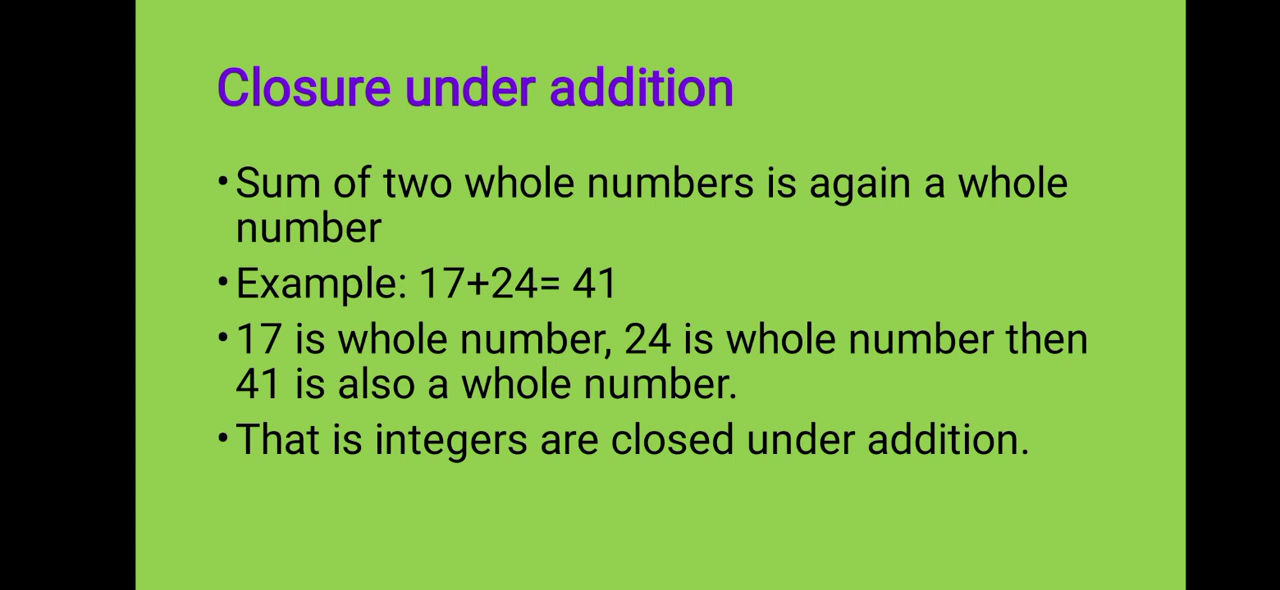 Closure under addition
•Sum of two whole numbers is again a whole
number
•Example: 17+24= 41
•17 is whole number, 24 is whole number then
41 is also a whole number.
•That is integers are closed under addition.